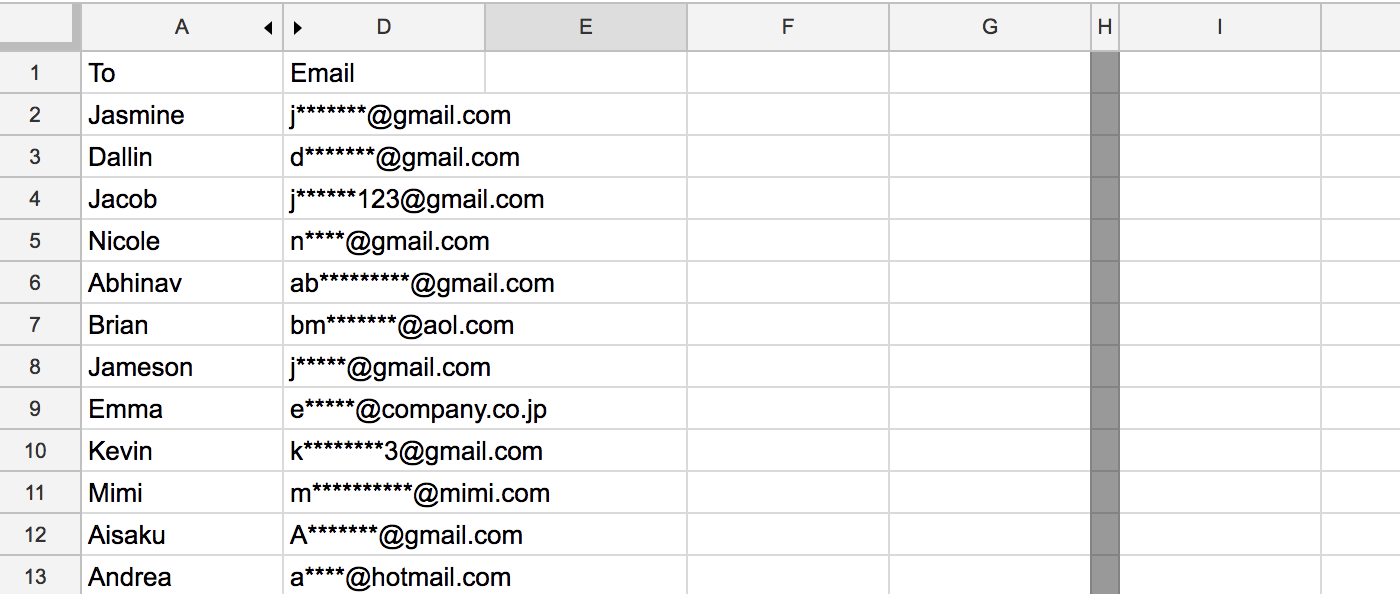 A D E F G H I
1 To Email
2 Jasmine j*******@gmail.com
3 Dallin d*******@gmail.com
4 Jacob j******123@gmail.com
5 Nicole n****@gmail.com
6 Abhinav ab*********@gmail.com
7 Brian bm*******@aol.com
8 Jameson j*****@gmail.com
9 Emma e*****@company.co.jp
10 Kevin k********3@gmail.com
11 Mimi m**********@mimi.com
12 Aisaku A*******@gmail.com
13 Andrea a****@hotmail.com